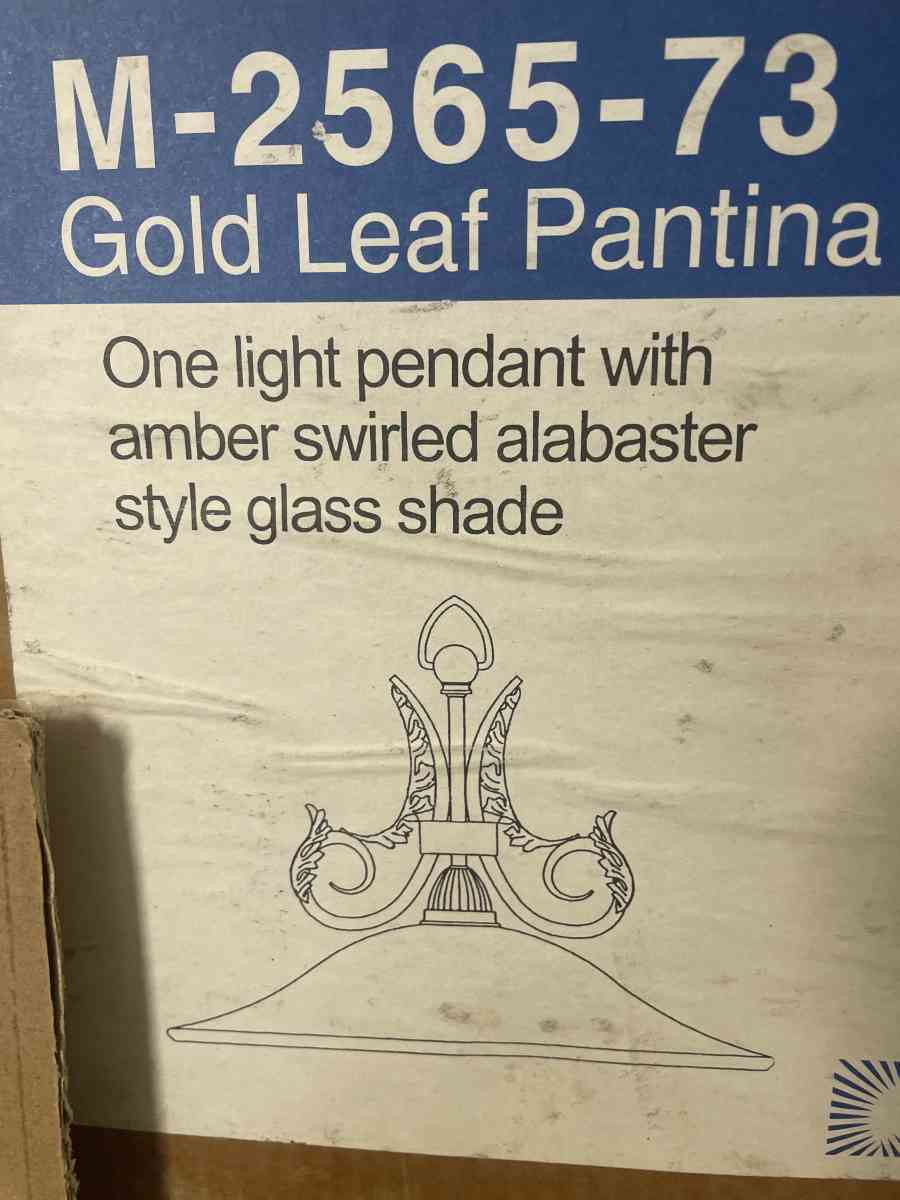 M-2565-73
Gold Leaf Pantina
One light pendant with
amber swirled alabaster
style glass shade